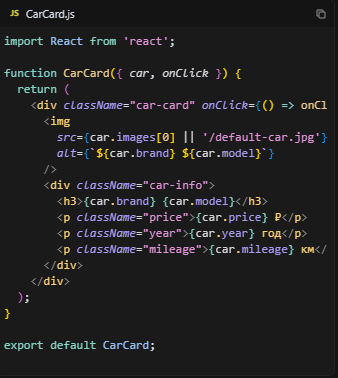 JS CarCard.js
import React from 'react';
function CarCard({ car, onClick }) {
return (
<div className="car-card" onClick={() => onCl
<img
src={car.images[0] || '/default-car.jpg'}
alt={`${car.brand} ${car.model}`}
/>
<div className="car-info">
<h3>{car.brand} {car.model}</h3>
<p className="price">{car.price} ₽</p>
<p className="year">{car.year} год</p>
<p className="mileage">{car.mileage} км</
</div>
</div>
);
}
export default CarCard;